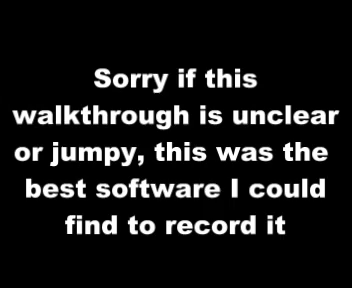 Sorry if this
walkthrough is unclear
or jumpy, this was the
best software I could
find to record it